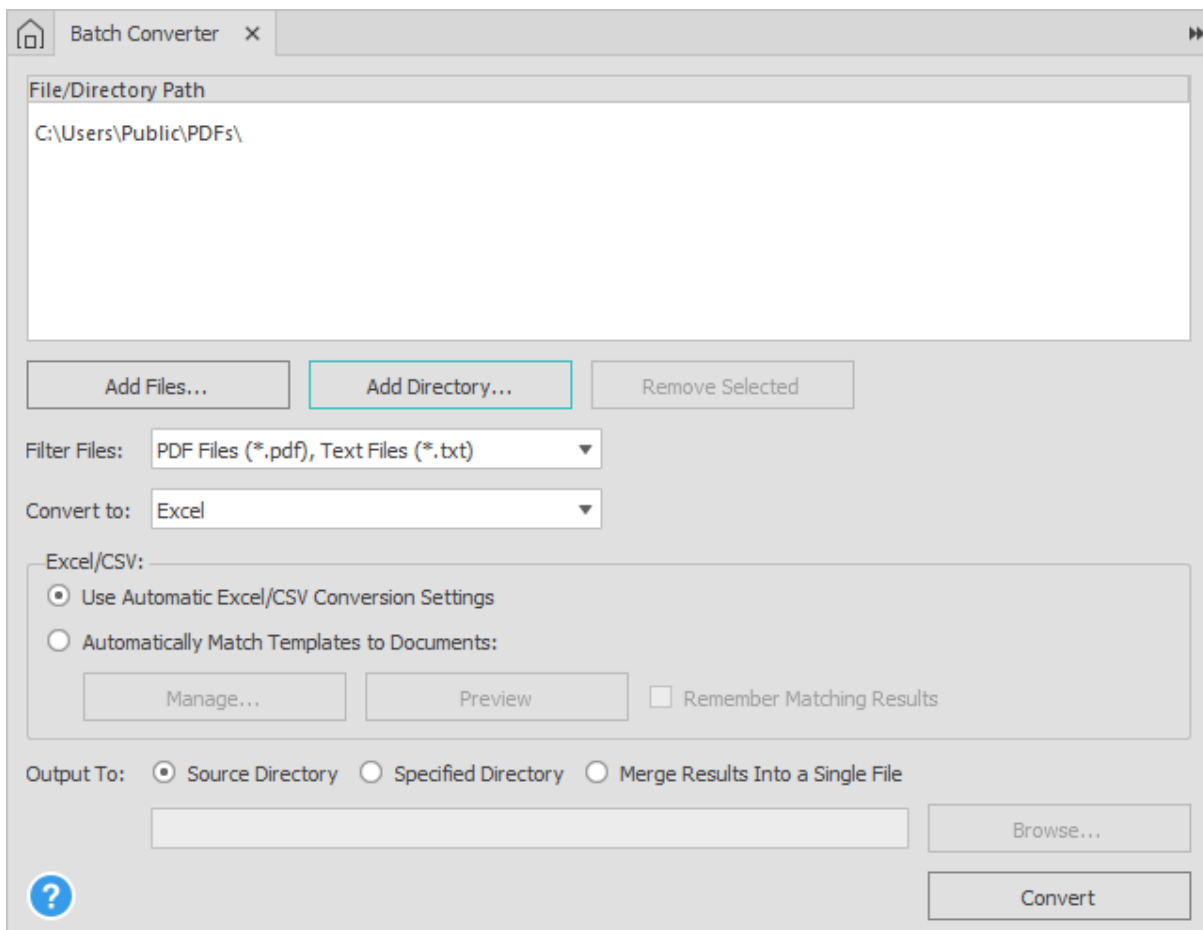 Batch Converter
File/Directory Path
C:\Users\Public\PDFs\
Add Files... Add Directory... Remove Selected
Filter Files: PDF Files (*.pdf), Text Files (*.txt)
Convert to: Excel
Excel/CSV:
Use Automatic Excel/CSV Conversion Settings
Automatically Match Templates to Documents:
Manage... Preview Remember Matching Results
Output To: Source Directory Specified Directory Merge Results Into a Single File
Browse...
? Convert